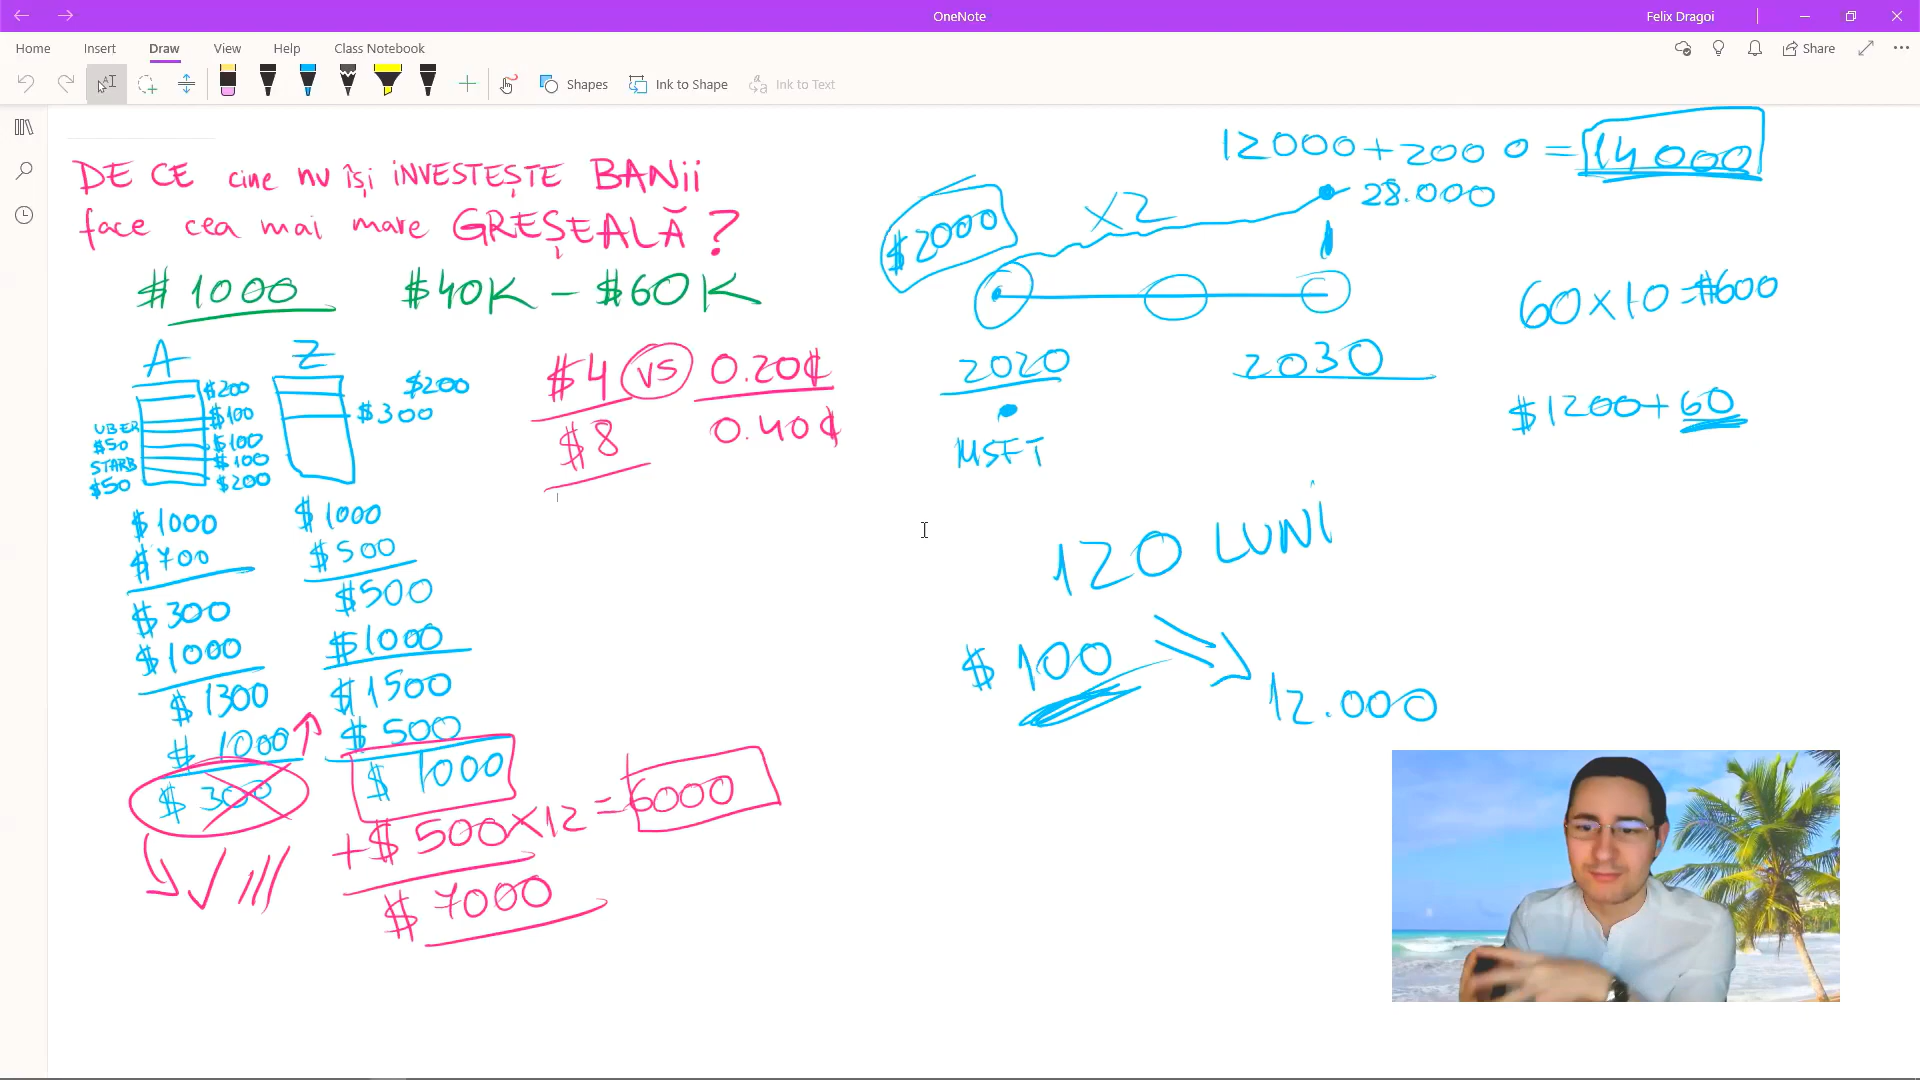 OneNote
Felix Dragoi
Home Insert Draw View Help Class Notebook
Share
Shapes
Ink to Shape
Ink to Text
DE CE cine nu își iNVESTEȘTE BANii
face cea mai mare GREȘEALĂ ?
$ 1000 $40K - $60K
A Z
$200
$100
UBER
$50
$100
STARB
$100
$50
$200
$200
$300
$1000
$700
$300
$1000
$1300
$1000
$300
$1000
$500
$500
$1000
$1500
$500
$1000
+$500x12 = 6000
$7000
$4 VS 0.20¢
$8 0.40¢
12000+2000=14000
$2000
x2
28.000
2020 2030
MSFT
60x10=$600
$1200+60
120 LUNi
$100
12.000